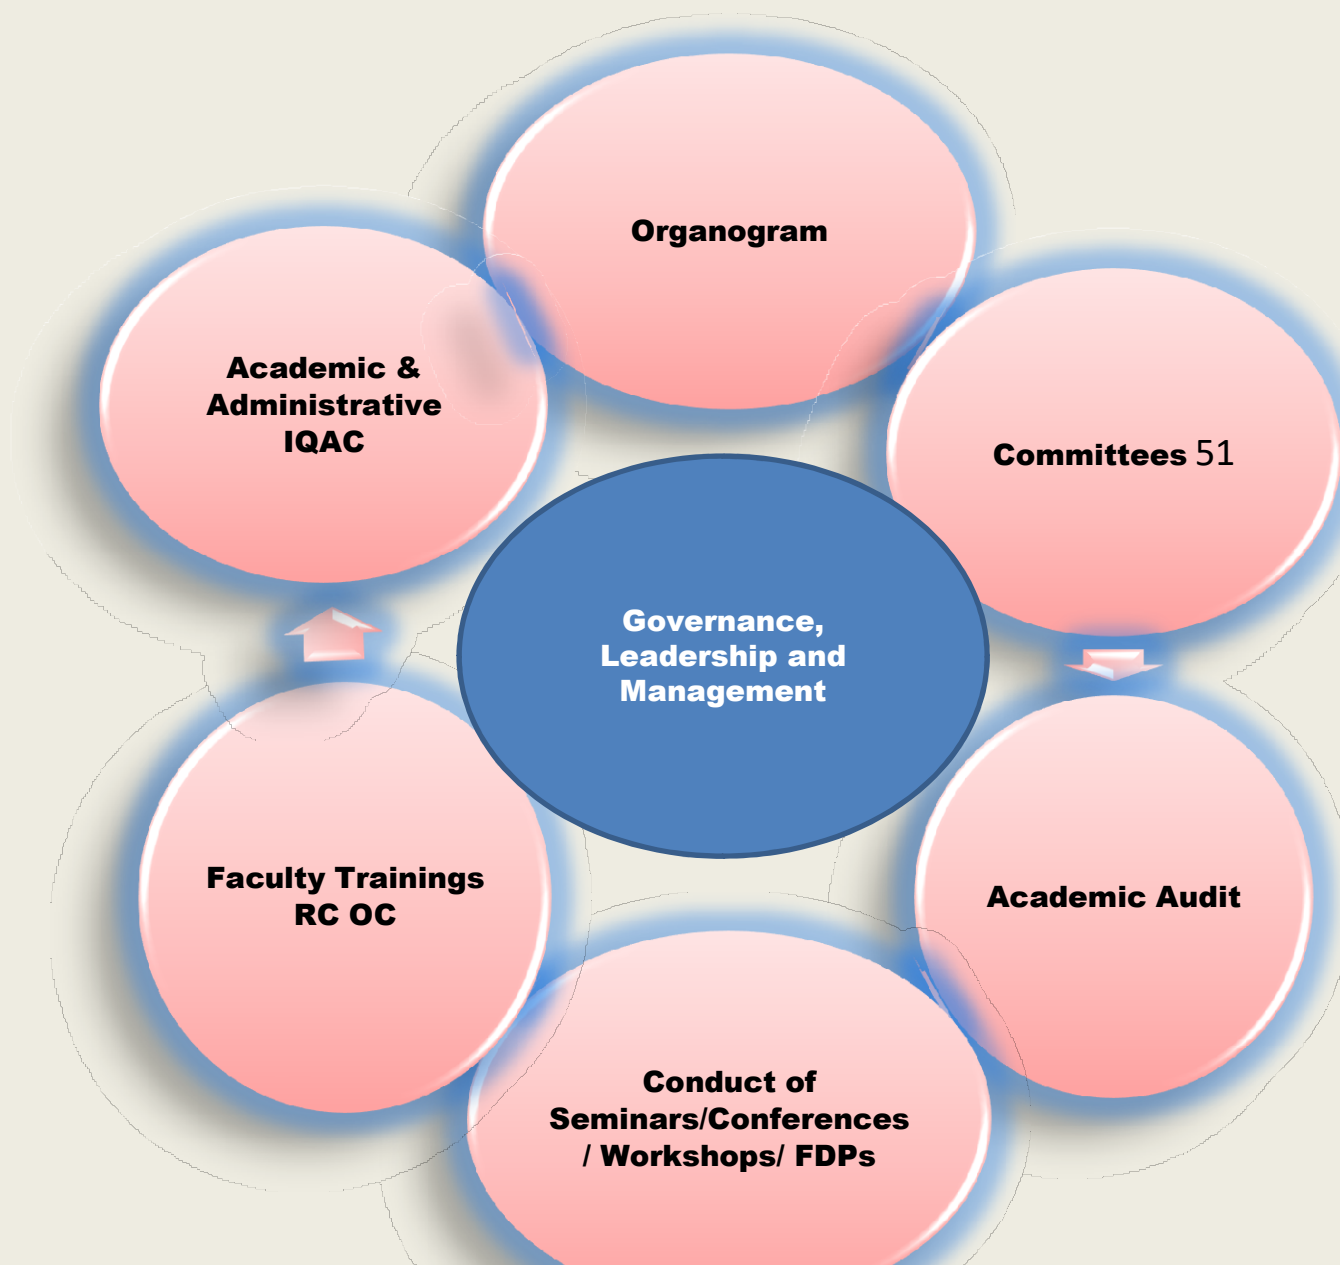 Organogram
Academic &
Administrative
IQAC
Committees 51
Governance,
Leadership and
Management
Faculty Trainings
RC OC
Academic Audit
Conduct of
Seminars/Conferences
/ Workshops/ FDPs